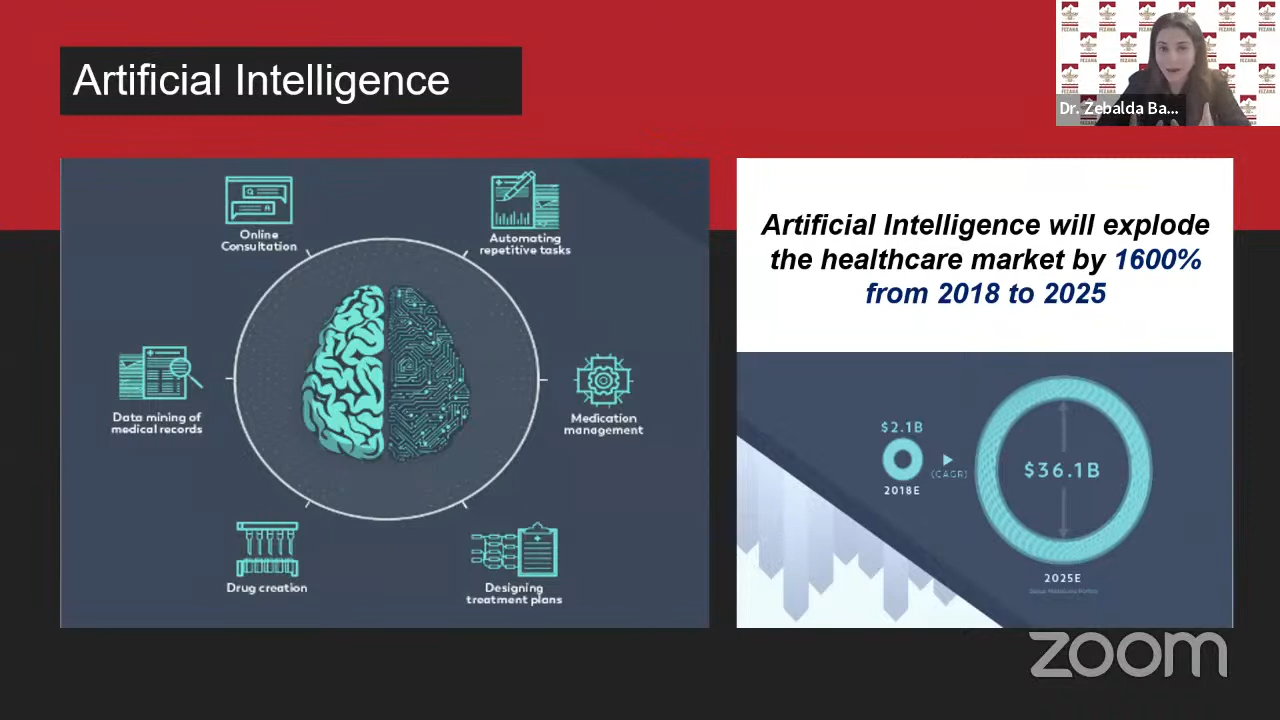 Artificial Intelligence
Dr. Zebalda Ba...
Online
Consultation
Automating
repetitive tasks
Data mining of
medical records
Medication
management
Drug creation
Designing
treatment plans
Artificial Intelligence will explode
the healthcare market by 1600%
from 2018 to 2025
$2.1B
(CAGR)
2018E
$36.1B
2025E
zoom